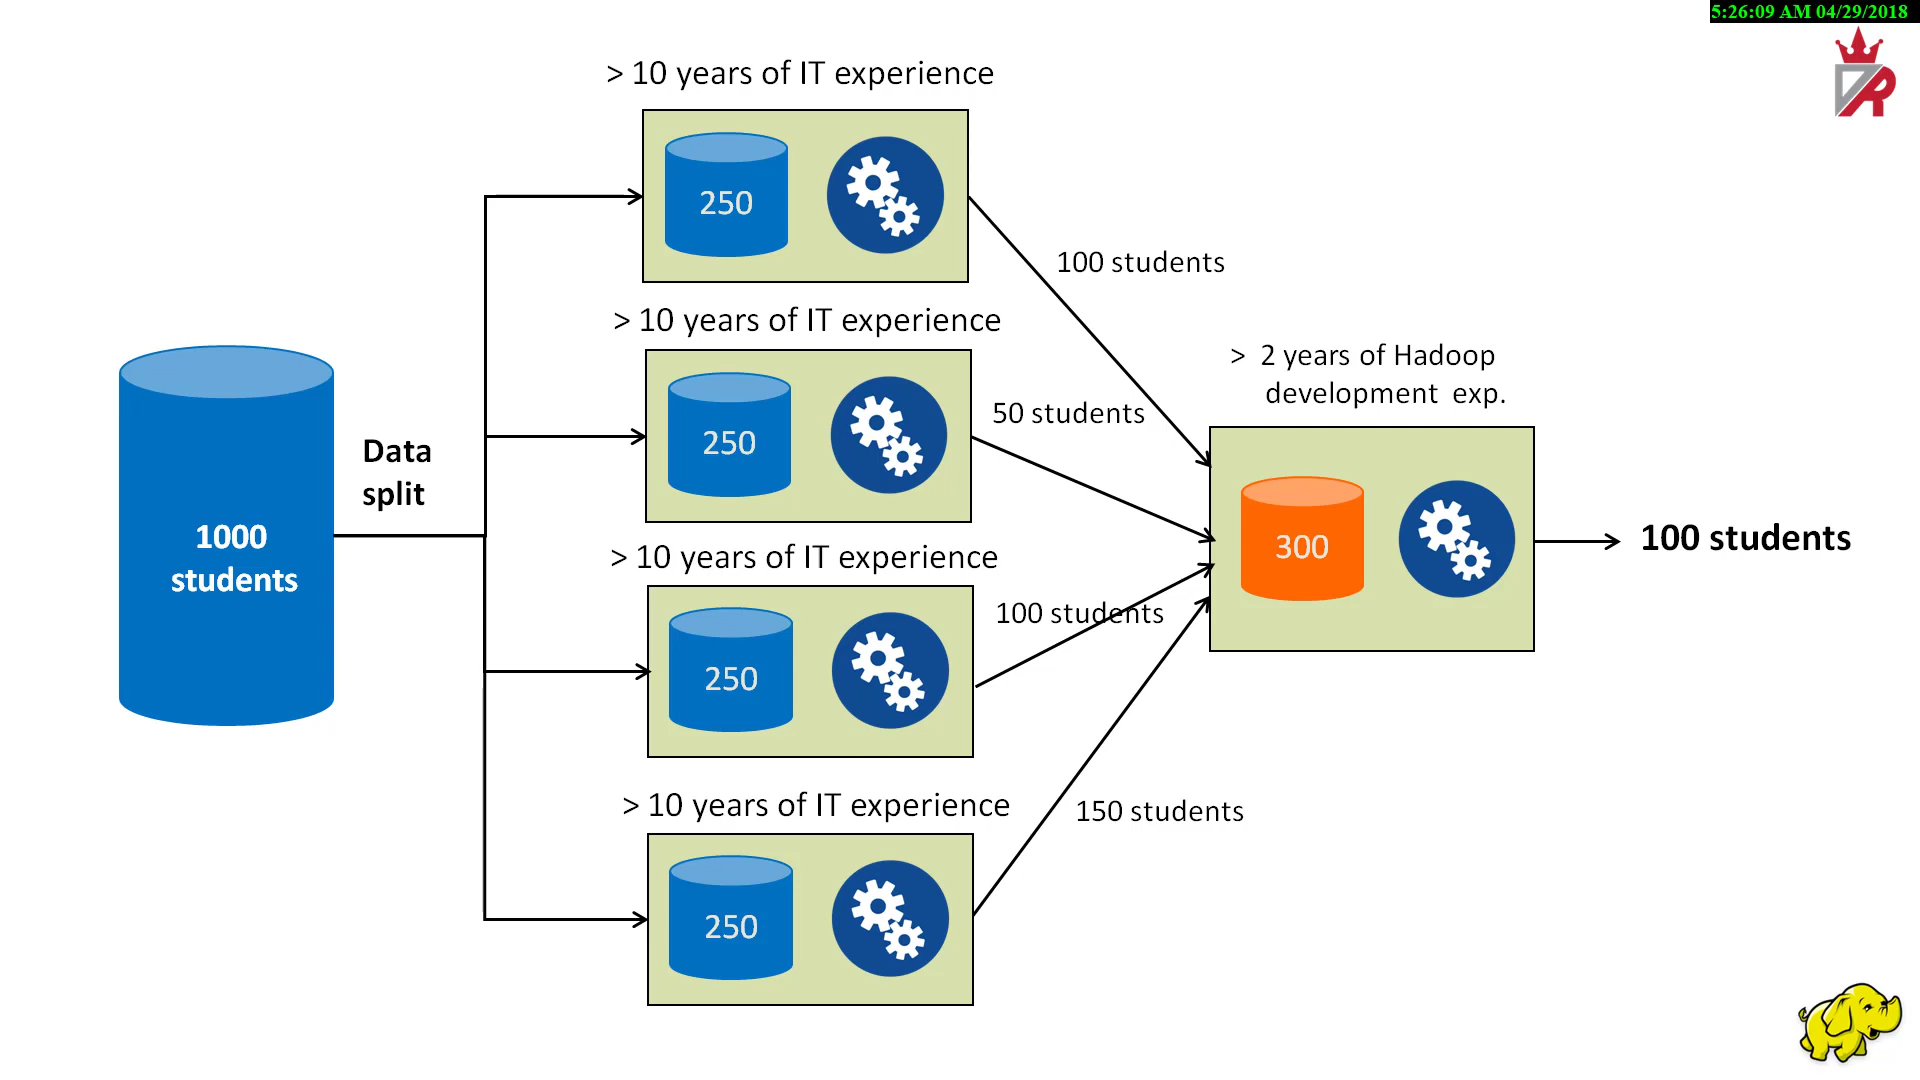 5:26:09 AM 04/29/2018
> 10 years of IT experience
250
100 students
> 10 years of IT experience
250
50 students
> 2 years of Hadoop
development exp.
Data
split
1000
students
300
100 students
> 10 years of IT experience
250
100 students
> 10 years of IT experience
250
150 students